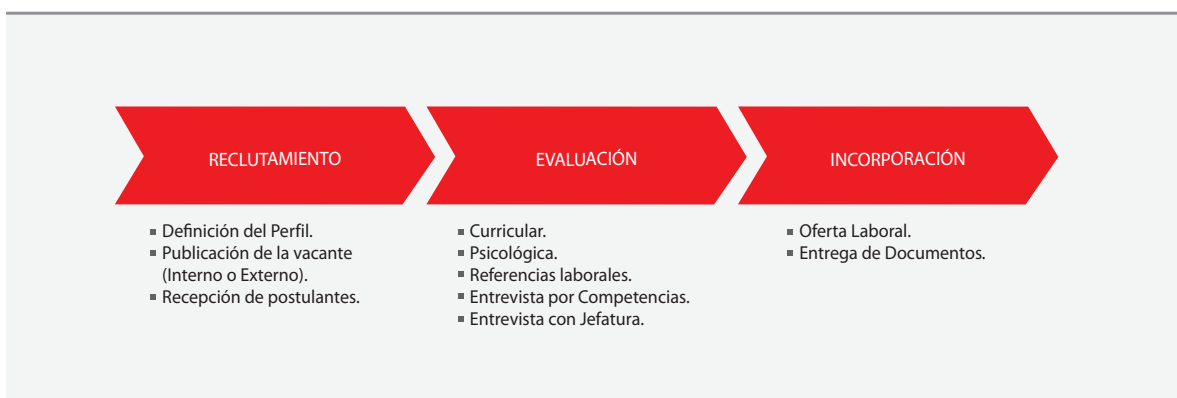 RECLUTAMIENTO
EVALUACIÓN
INCORPORACIÓN
▪ Definición del Perfil.
▪ Publicación de la vacante
(Interno o Externo).
▪ Recepción de postulantes.
▪ Curricular.
▪ Psicológica.
▪ Referencias laborales.
▪ Entrevista por Competencias.
▪ Entrevista con Jefatura.
▪ Oferta Laboral.
▪ Entrega de Documentos.